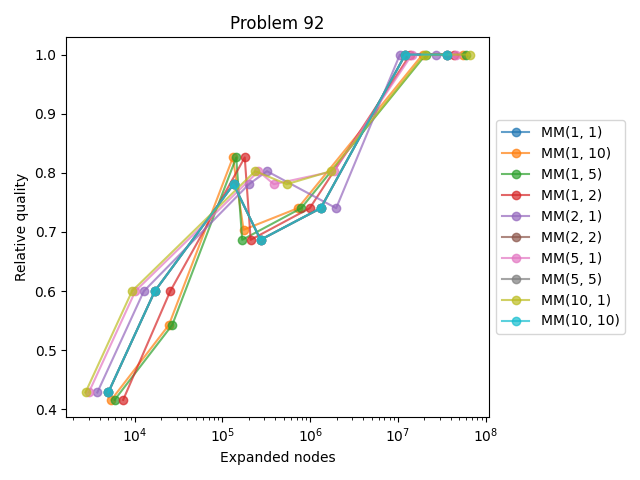 Problem 92
Relative quality
1.0
0.9
0.8
0.7
0.6
0.5
0.4
10^4
10^5
10^6
10^7
10^8
Expanded nodes
MM(1, 1)
MM(1, 10)
MM(1, 5)
MM(1, 2)
MM(2, 1)
MM(2, 2)
MM(5, 1)
MM(5, 5)
MM(10, 1)
MM(10, 10)